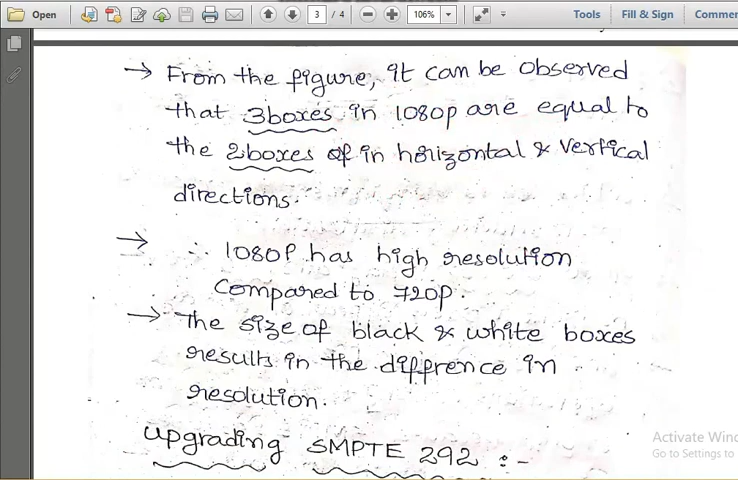 Open
3 / 4
106%
Tools
Fill & Sign
Commen
→ From the figure, it can be observed
that 3boxes in 1080p are equal to
the 2boxes of in horizontal & vertical
directions.
→ ∴ 1080P has high resolution
compared to 720p.
→ The size of black & white boxes
results in the diffrence in
resolution.
upgrading SMPTE 292 :-
Activate Wind
Go to Settings to